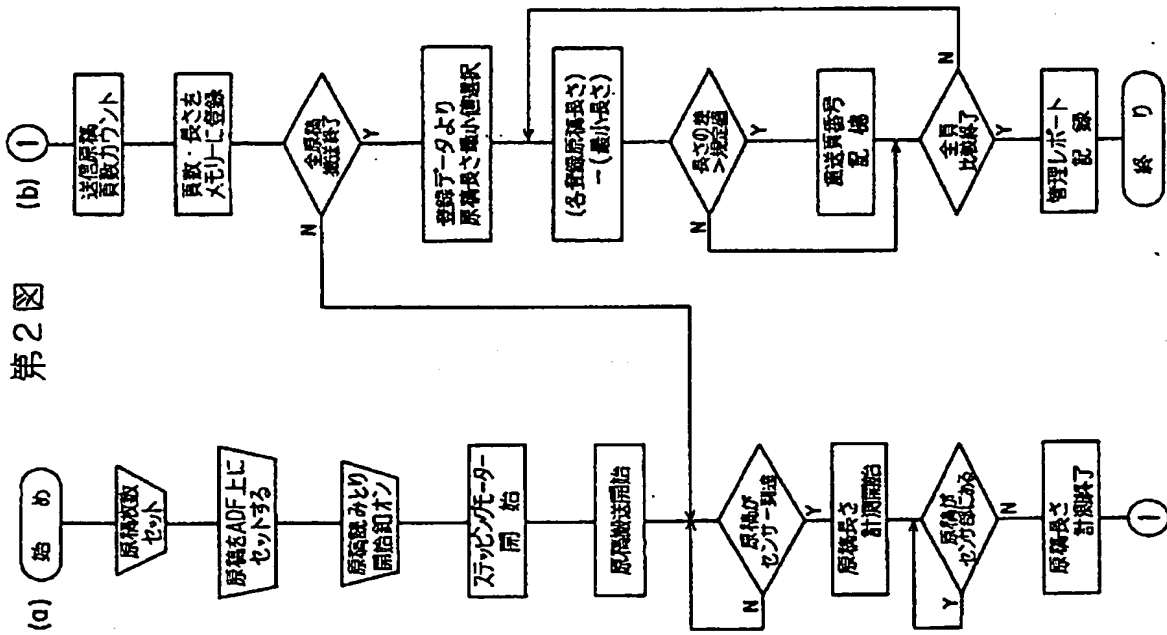 第2図
(a)
始め
原稿枚数
セット
原稿をADF上に
セットする
原稿読みとり
開始釦オン
ステッピングモーター
開始
原稿搬送開始
原稿が
センサー到達
N
Y
原稿長さ
計測開始
原稿が
センサ部にある
Y
N
原稿長さ
計測終了
1
(b)
1
送信原稿
頁数カウント
頁数・長さを
メモリーに登録
全原稿
搬送終了
N
Y
登録データより
原稿長さ最小値選択
(各登録原稿長さ)
-(最小長さ)
長さの差
>規定値
N
Y
重送頁番号
記憶
全頁
比較終了
N
Y
管理レポート
記録
終り